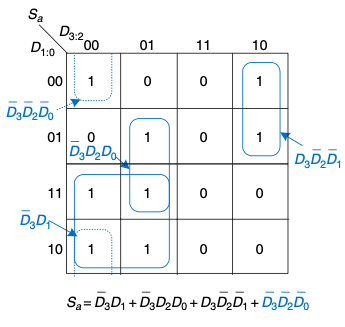 Sₐ
D₃:₂
D₁:₀ 00 01 11 10
00 1 0 0 1
D̅₃D̅₂D̅₀
01 0 1 0 1
D̅₃D₂D₀
D₃D̅₂D̅₁
11 1 1 0 0
D̅₃D₁
10 1 1 0 0
Sₐ = D̅₃D₁ + D̅₃D₂D₀ + D₃D̅₂D̅₁ + D̅₃D̅₂D̅₀